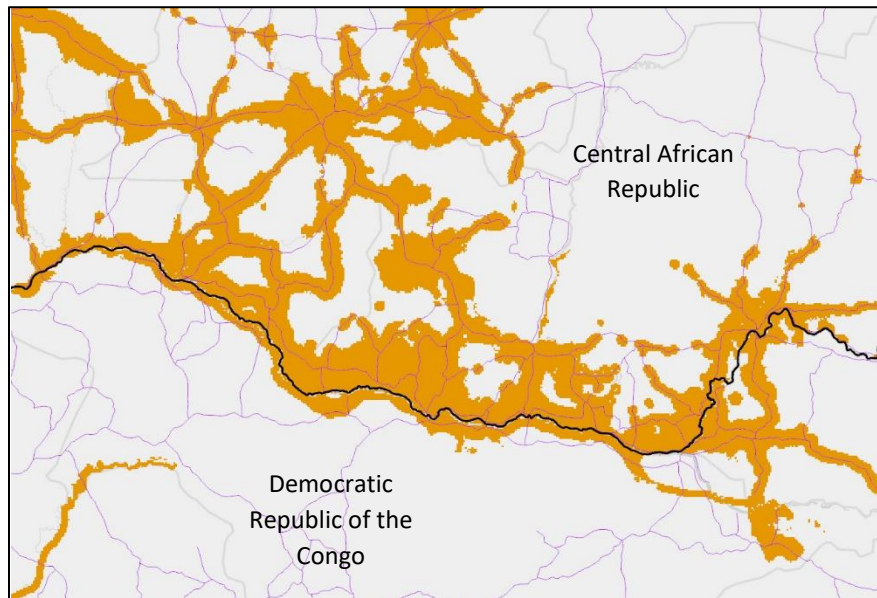 Central African
Republic
Democratic
Republic of the
Congo